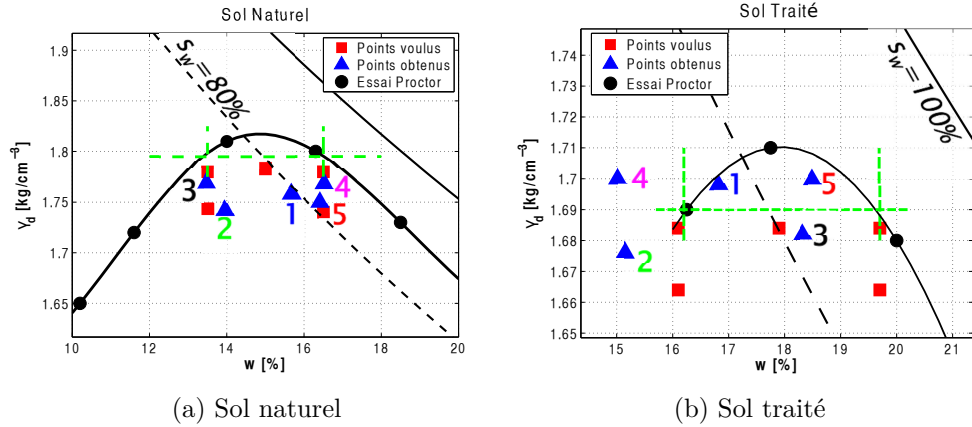 Sol Naturel
γd [kg/cm⁻³]
1.9
1.85
1.8
1.75
1.7
1.65
Sw=80%
Points voulus
Points obtenus
Essai Proctor
3
4
2
1
5
10
12
14
16
18
20
w [%]
(a) Sol naturel
Sol Traité
γd [kg/cm⁻³]
1.74
1.73
1.72
1.71
1.7
1.69
1.68
1.67
1.66
1.65
Points voulus
Points obtenus
Essai Proctor
Sw=100%
4
1
5
3
2
15
16
17
18
19
20
21
w [%]
(b) Sol traité